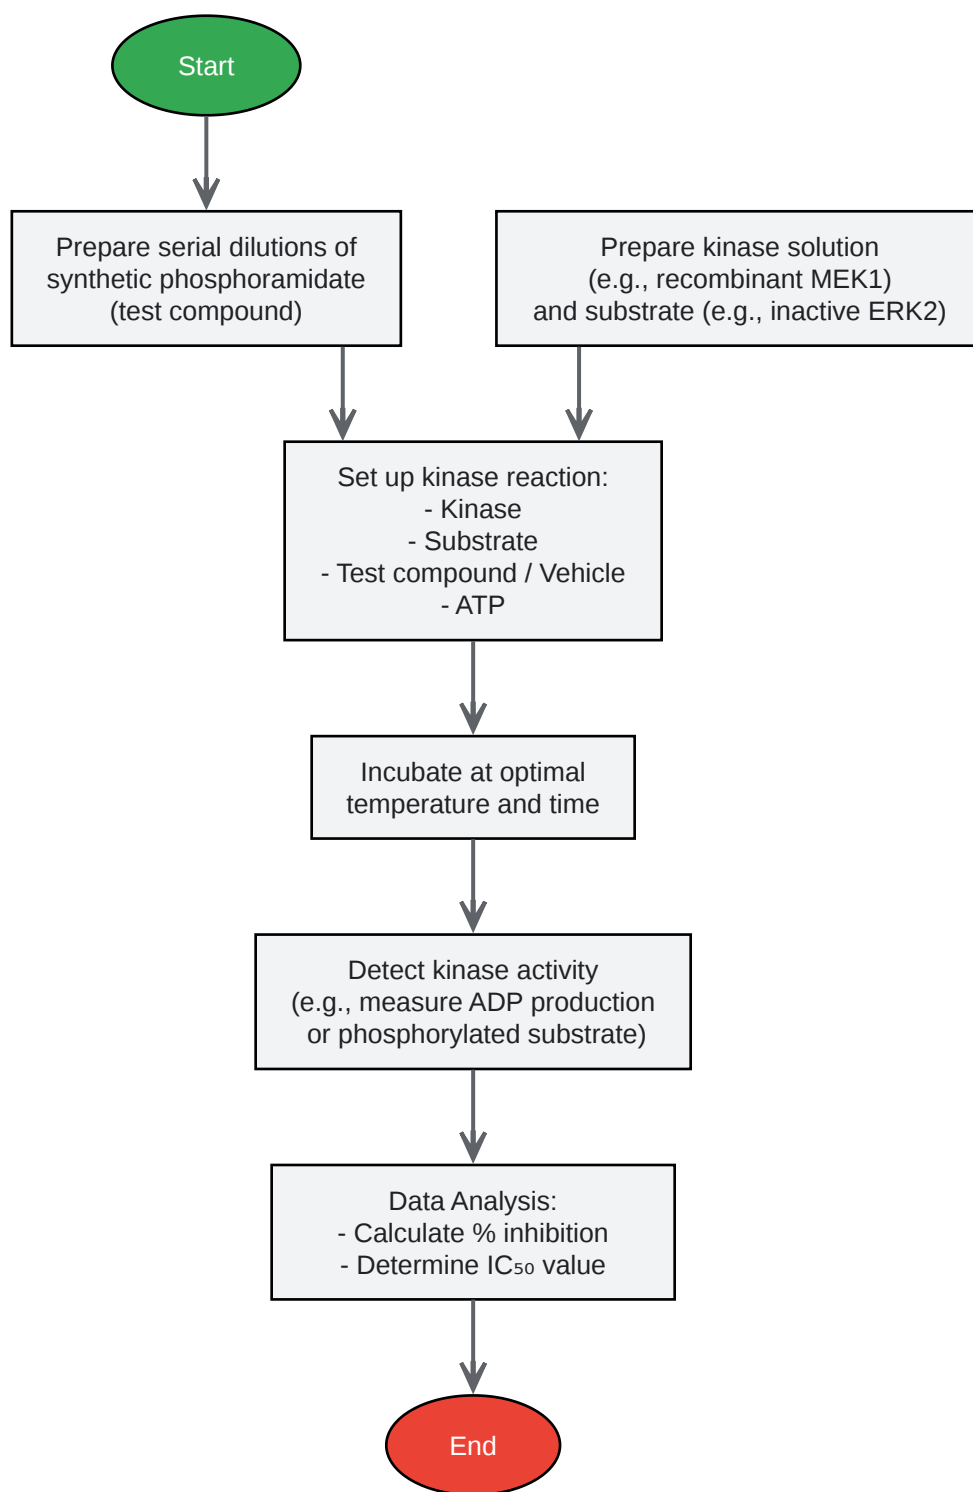 Start
Prepare serial dilutions of
synthetic phosphoramidate
(test compound)
Prepare kinase solution
(e.g., recombinant MEK1)
and substrate (e.g., inactive ERK2)
Set up kinase reaction:
- Kinase
- Substrate
- Test compound / Vehicle
- ATP
Incubate at optimal
temperature and time
Detect kinase activity
(e.g., measure ADP production
or phosphorylated substrate)
Data Analysis:
- Calculate % inhibition
- Determine IC₅₀ value
End